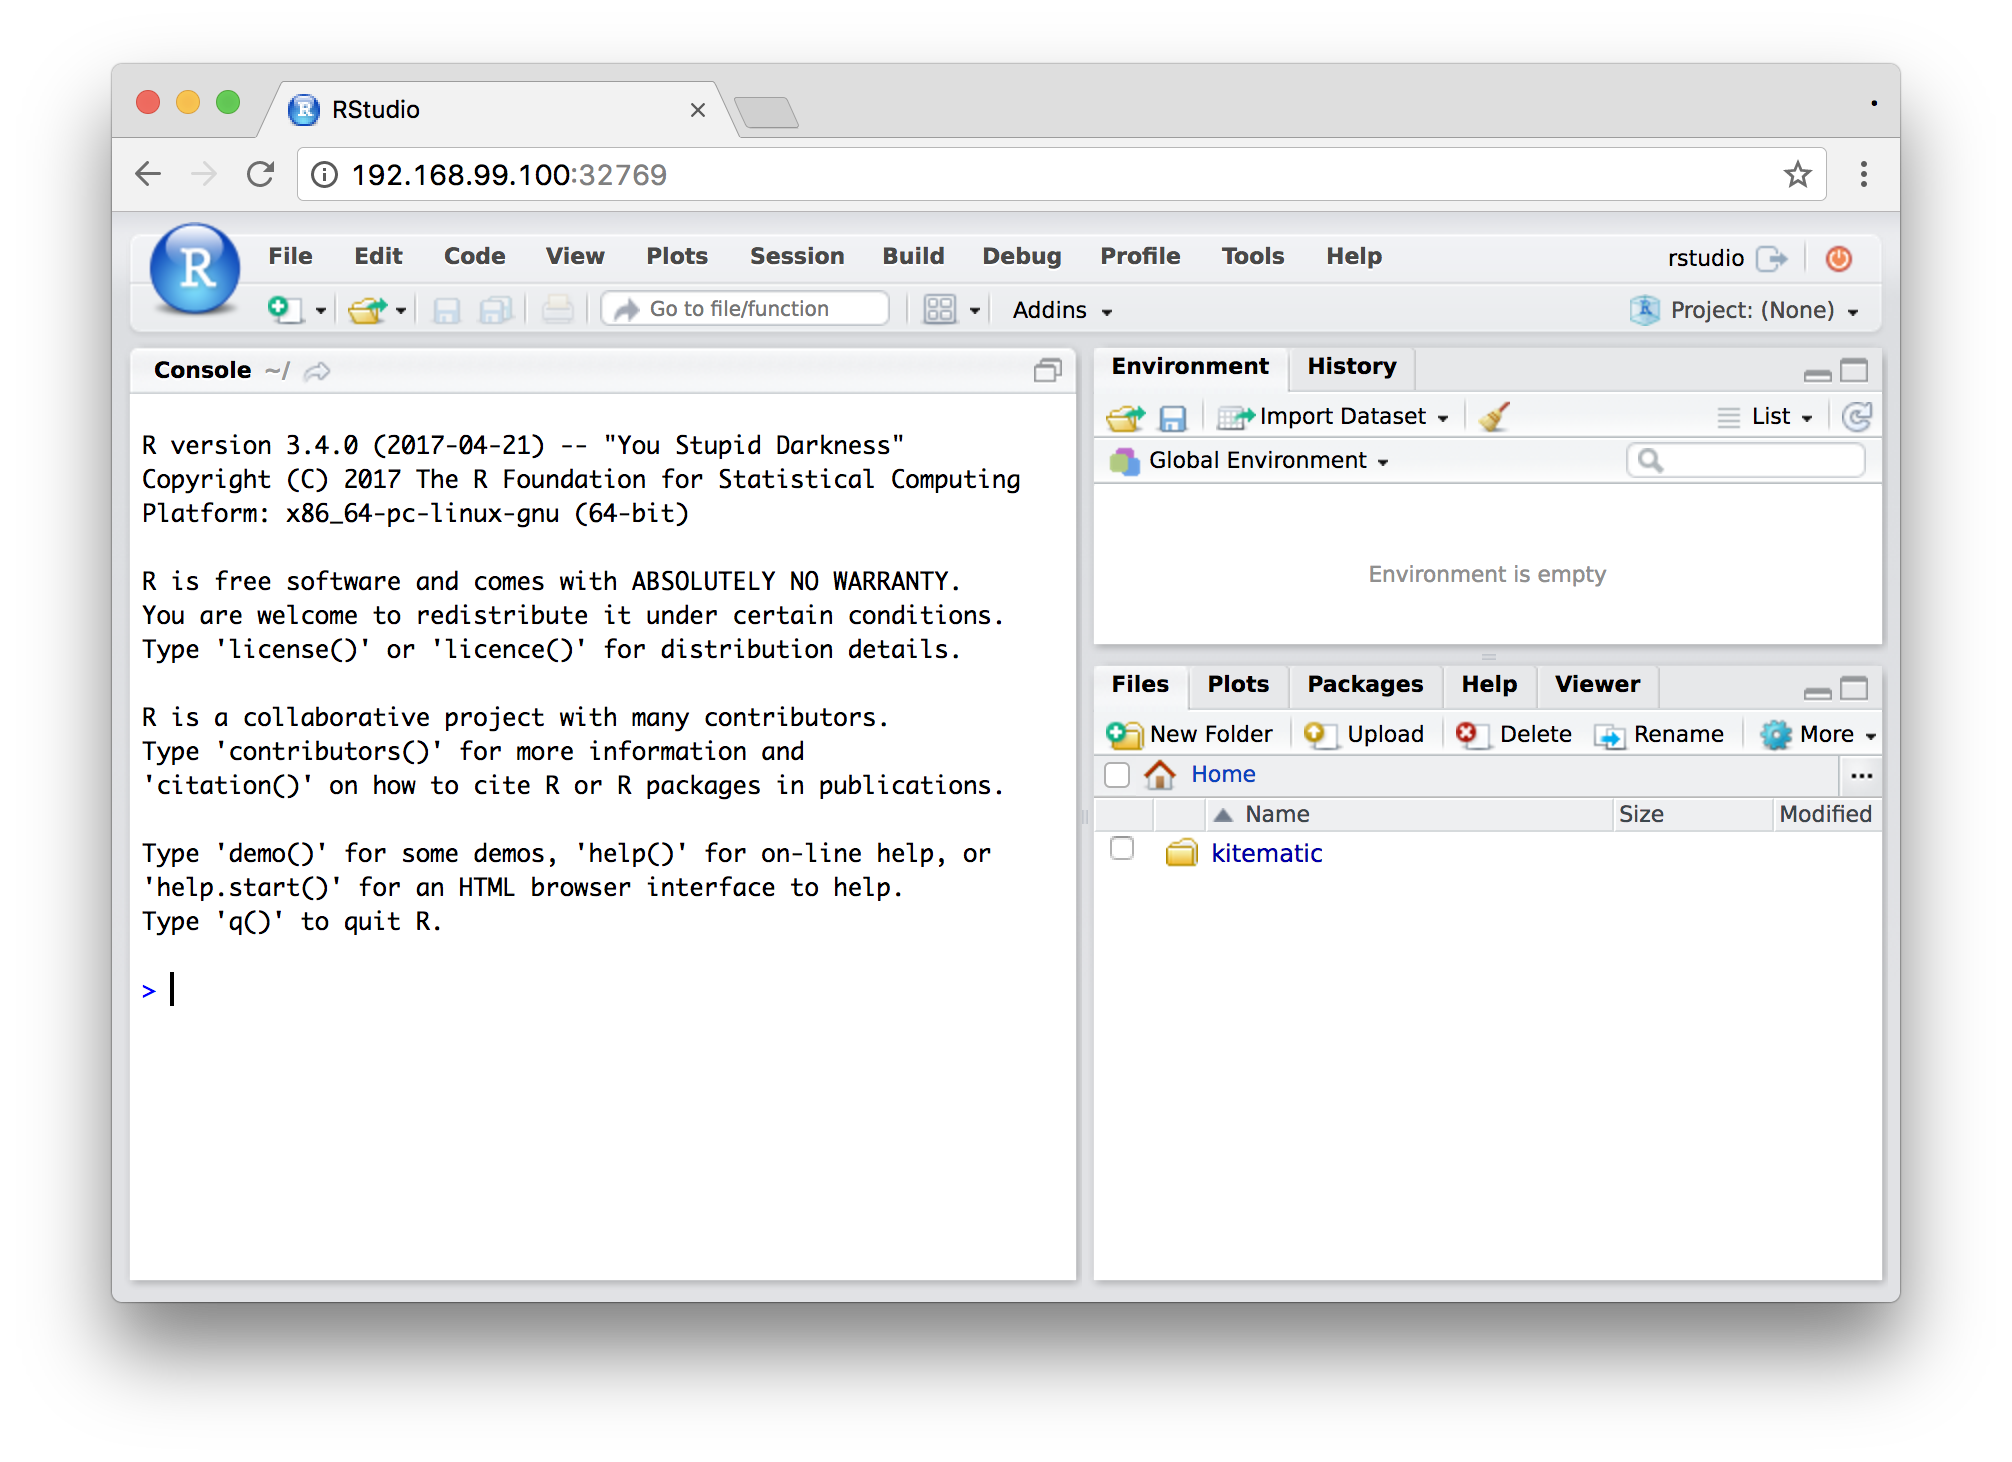 RStudio
192.168.99.100:32769
R
File Edit Code View Plots Session Build Debug Profile Tools Help
rstudio
Go to file/function
Addins
Project: (None)
Console ~/
R version 3.4.0 (2017-04-21) -- "You Stupid Darkness"
Copyright (C) 2017 The R Foundation for Statistical Computing
Platform: x86_64-pc-linux-gnu (64-bit)
R is free software and comes with ABSOLUTELY NO WARRANTY.
You are welcome to redistribute it under certain conditions.
Type 'license()' or 'licence()' for distribution details.
R is a collaborative project with many contributors.
Type 'contributors()' for more information and
'citation()' on how to cite R or R packages in publications.
Type 'demo()' for some demos, 'help()' for on-line help, or
'help.start()' for an HTML browser interface to help.
Type 'q()' to quit R.
>
Environment History
Import Dataset List
Global Environment
Environment is empty
Files Plots Packages Help Viewer
New Folder Upload Delete Rename More
Home ...
Name Size Modified
kitematic